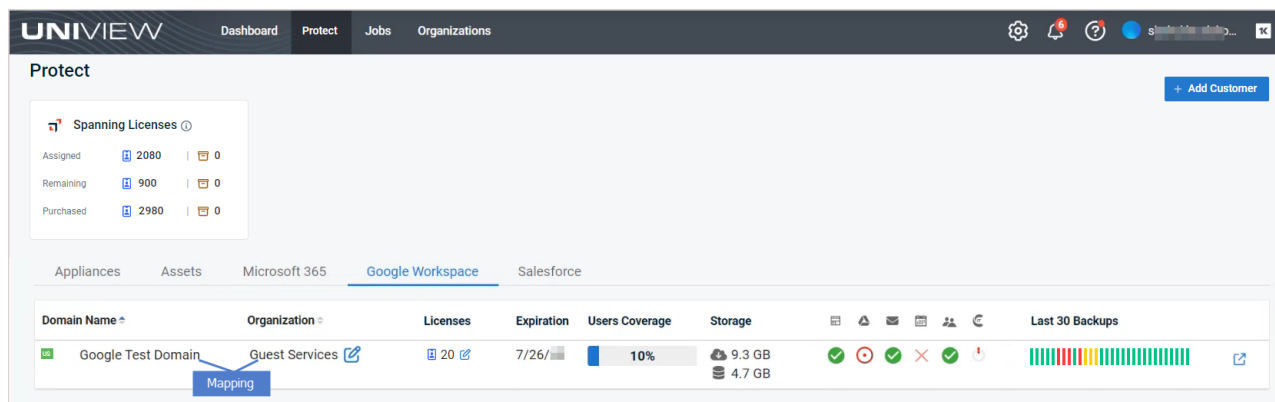 UNIVIEW Dashboard Protect Jobs Organizations 6
Protect
+ Add Customer
Spanning Licenses
Assigned 2080 | 0
Remaining 900 | 0
Purchased 2980 | 0
Appliances Assets Microsoft 365 Google Workspace Salesforce
Domain Name Organization Licenses Expiration Users Coverage Storage Last 30 Backups
US Google Test Domain Guest Services 20 7/26/ 10% 9.3 GB
4.7 GB
Mapping